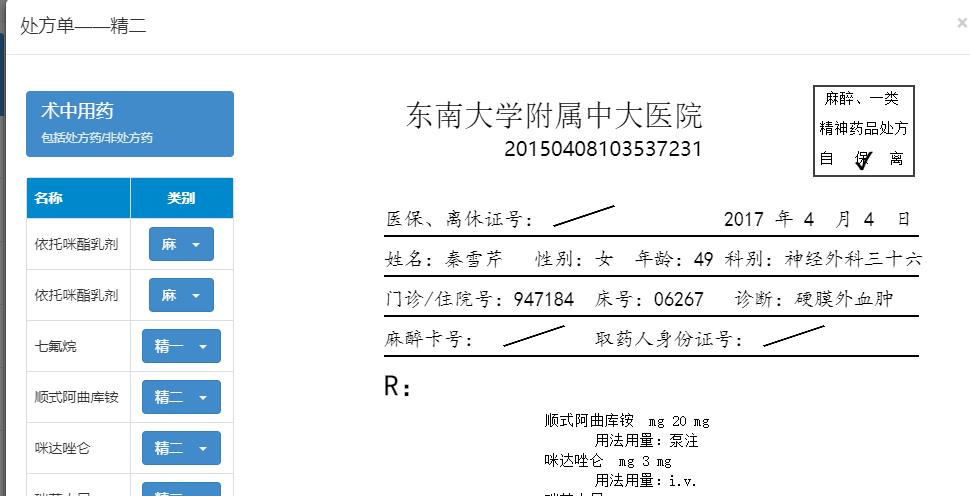 处方单——精二
×
术中用药
包括处方药/非处方药
名称 类别
依托咪酯乳剂 麻
依托咪酯乳剂 麻
七氟烷 精一
顺式阿曲库铵 精二
咪达唑仑 精二
精二
东南大学附属中大医院
20150408103537231
麻醉、一类
精神药品处方
自 保 离
医保、离休证号： 2017 年 4 月 4 日
姓名：秦雪芹 性别：女 年龄：49 科别：神经外科三十六
门诊/住院号：947184 床号：06267 诊断：硬膜外血肿
麻醉卡号： 取药人身份证号：
R：
顺式阿曲库铵 mg 20 mg
用法用量：泵注
咪达唑仑 mg 3 mg
用法用量：i.v.